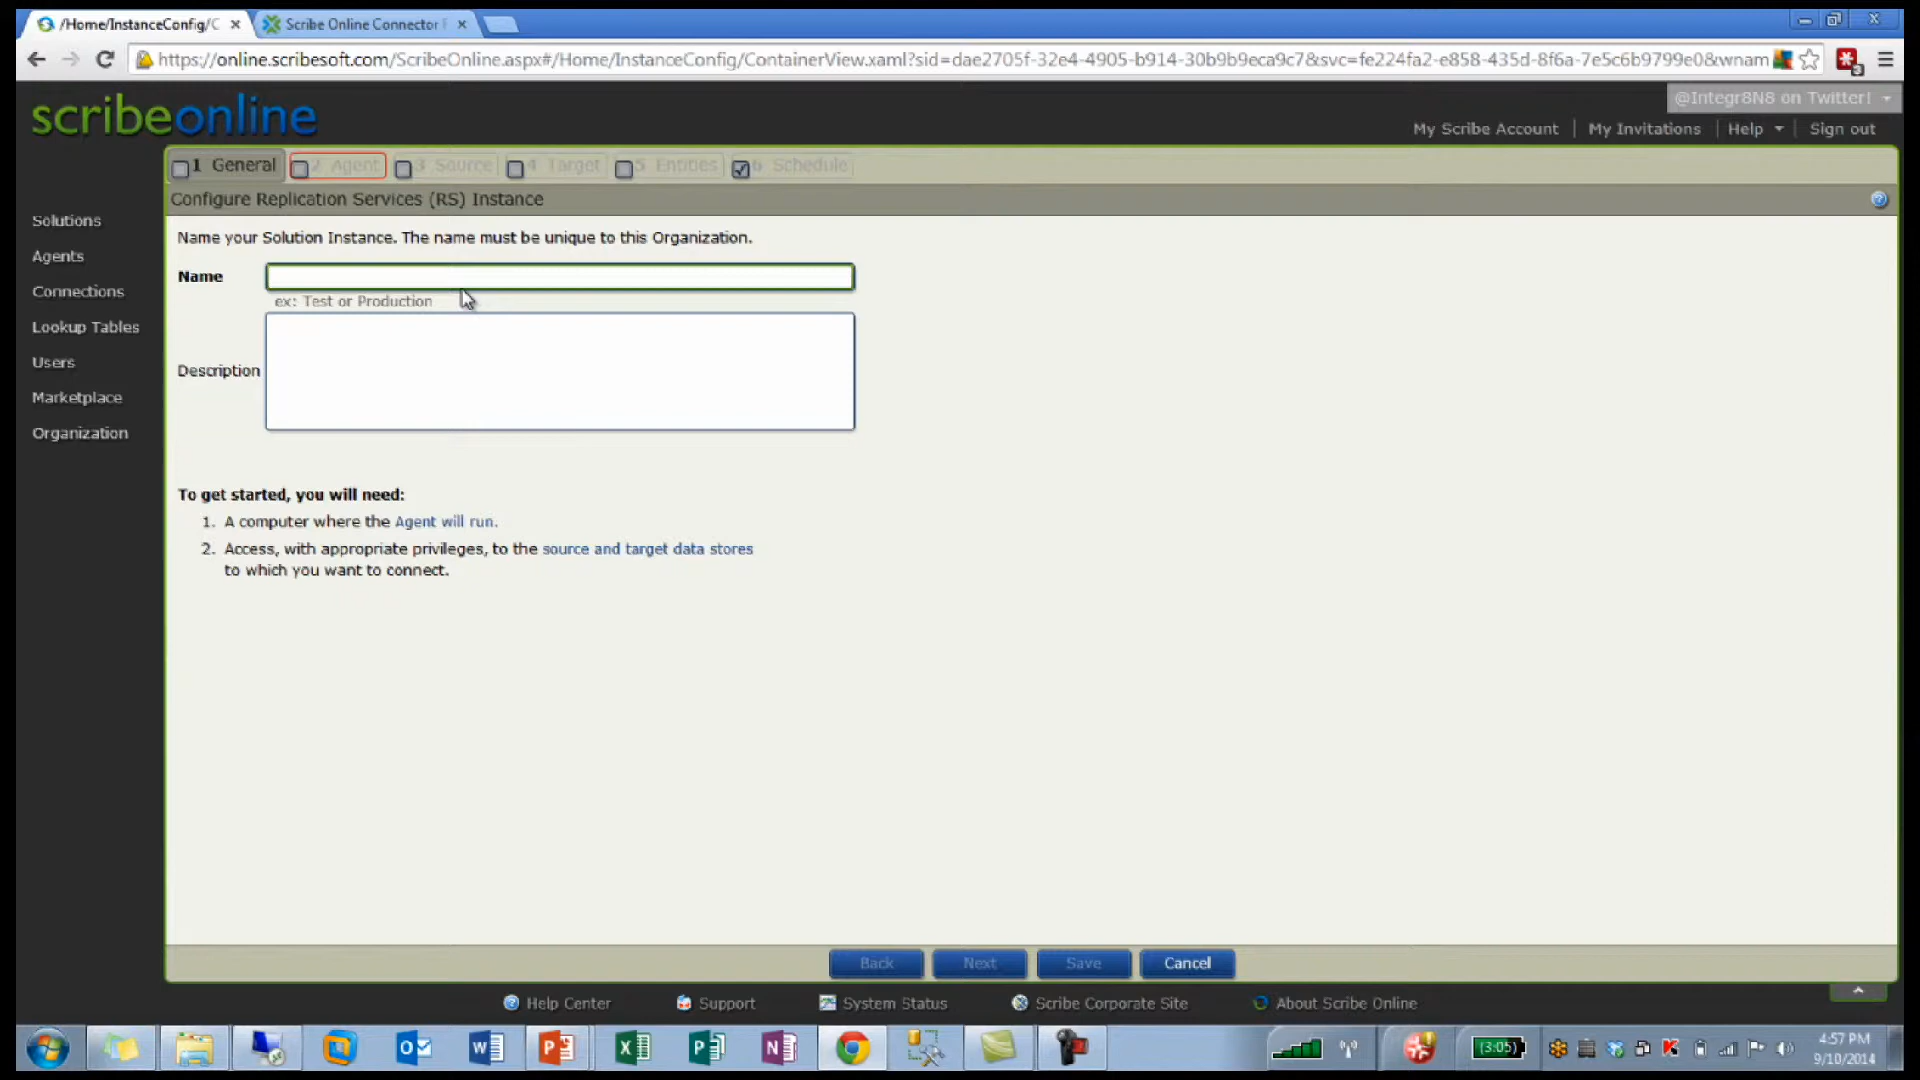 /Home/InstanceConfig/C
Scribe Online Connector
https://online.scribesoft.com/ScribeOnline.aspx#/Home/InstanceConfig/ContainerView.xaml?sid=dae2705f-32e4-4905-b914-30b9b9eca9c7&svc=fe224fa2-e858-435d-8f6a-7e5c6b9799e0&wnam
@Integr8N8 on Twitter!
scribeonline
My Scribe Account | My Invitations | Help | Sign out
1 General 2 Agent 3 Source 4 Target 5 Entities 6 Schedule
Configure Replication Services (RS) Instance
Solutions
Agents
Connections
Lookup Tables
Users
Marketplace
Organization
Name your Solution Instance. The name must be unique to this Organization.
Name
ex: Test or Production
Description
To get started, you will need:
1. A computer where the Agent will run.
2. Access, with appropriate privileges, to the source and target data stores
to which you want to connect.
Back Next Save Cancel
Help Center Support System Status Scribe Corporate Site About Scribe Online
(3:05)
4:57 PM
9/10/2014